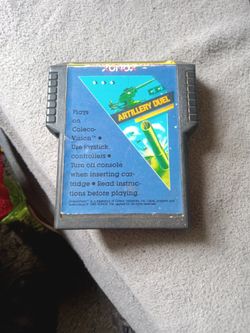 ARTILLERY DUEL
Plays
on
Coleco-
Vision™ •
Use joystick
controllers •
Turn off console
when inserting car-
tridge • Read instruc-
tions before playing.